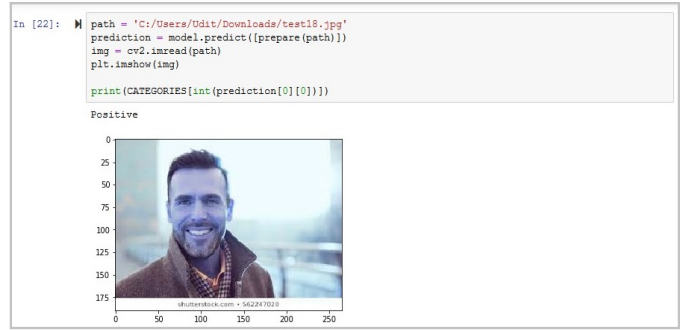 In [22]:
path = 'C:/Users/Udit/Downloads/test18.jpg'
prediction = model.predict([prepare(path)])
img = cv2.imread(path)
plt.imshow(img)
print(CATEGORIES[int(prediction[0][0])])
Positive
0
25
50
75
100
125
150
175
shutterstock.com • 562247020
0 50 100 150 200 250